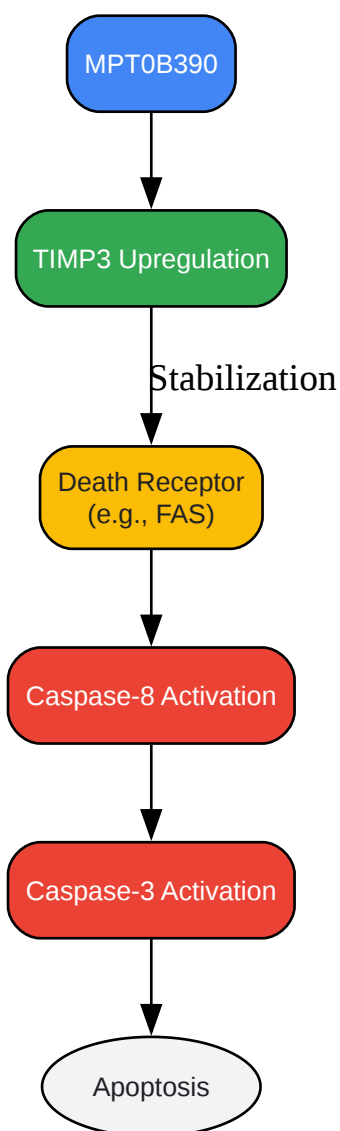 MPT0B390
TIMP3 Upregulation
Stabilization
Death Receptor
(e.g., FAS)
Caspase-8 Activation
Caspase-3 Activation
Apoptosis